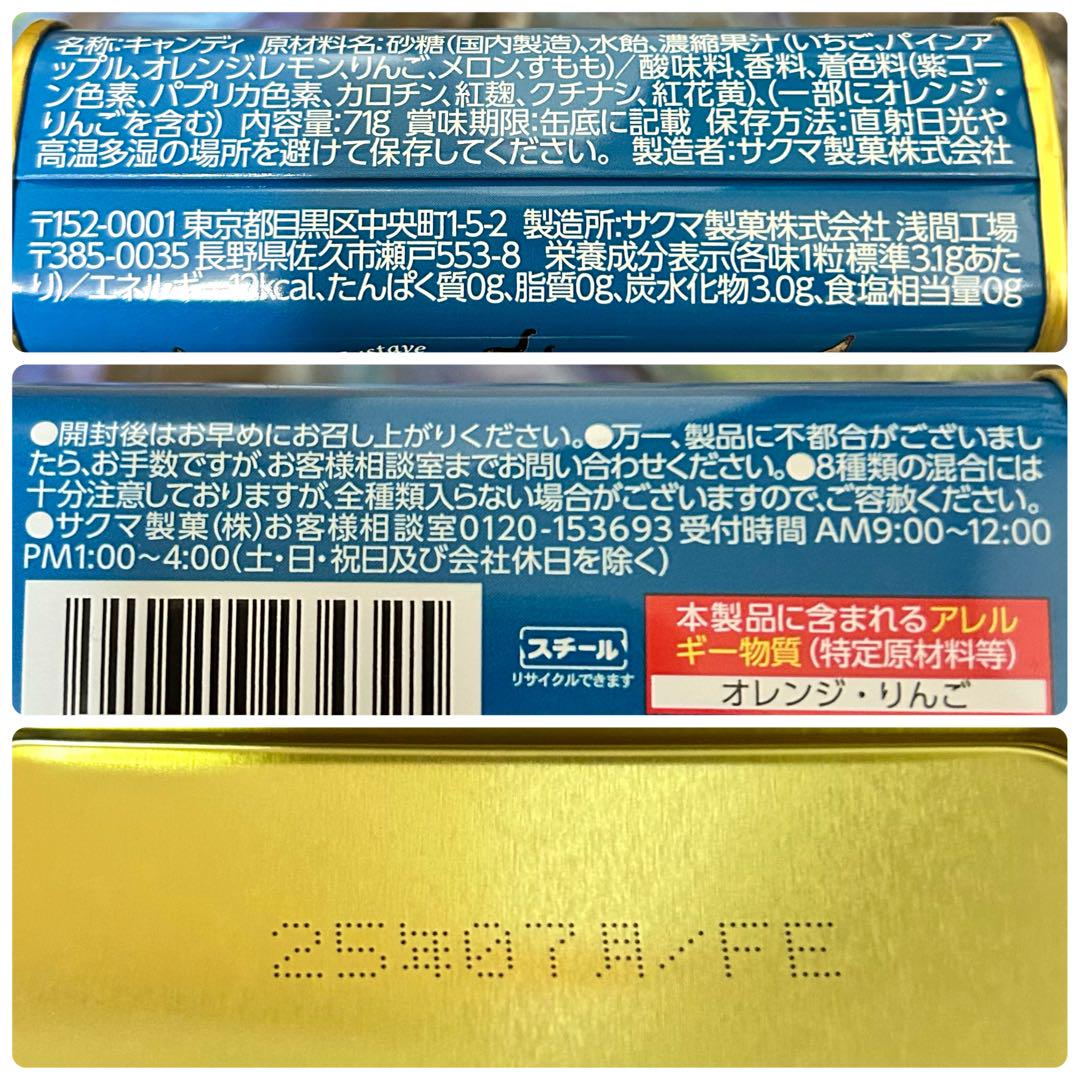 名称:キャンディ 原材料名:砂糖(国内製造)、水飴、濃縮果汁(いちご、パインア
ップル、オレンジ、レモン、りんご、メロン、すもも)/酸味料、香料、着色料(紫コー
ン色素、パプリカ色素、カロチン、紅麹、クチナシ、紅花黄)、(一部にオレンジ・
りんごを含む) 内容量:71g 賞味期限:缶底に記載 保存方法:直射日光や
高温多湿の場所を避けて保存してください。 製造者:サクマ製菓株式会社
〒152-0001 東京都目黒区中央町1-5-2 製造所:サクマ製菓株式会社 浅間工場
〒385-0035 長野県佐久市瀬戸553-8 栄養成分表示(各味1粒標準3.1gあた
り)/エネルギー12kcal、たんぱく質0g、脂質0g、炭水化物3.0g、食塩相当量0g
●開封後はお早めにお召し上がりください。●万一、製品に不都合がございまし
たら、お手数ですが、お客様相談室までお問い合わせください。●8種類の混合には
十分注意しておりますが、全種類入らない場合がございますので、ご容赦ください。
●サクマ製菓(株)お客様相談室0120-153693 受付時間 AM9:00〜12:00
PM1:00〜4:00(土・日・祝日及び会社休日を除く)
スチール
リサイクルできます
本製品に含まれるアレル
ギー物質(特定原材料等)
オレンジ・りんご
25年07月/FE